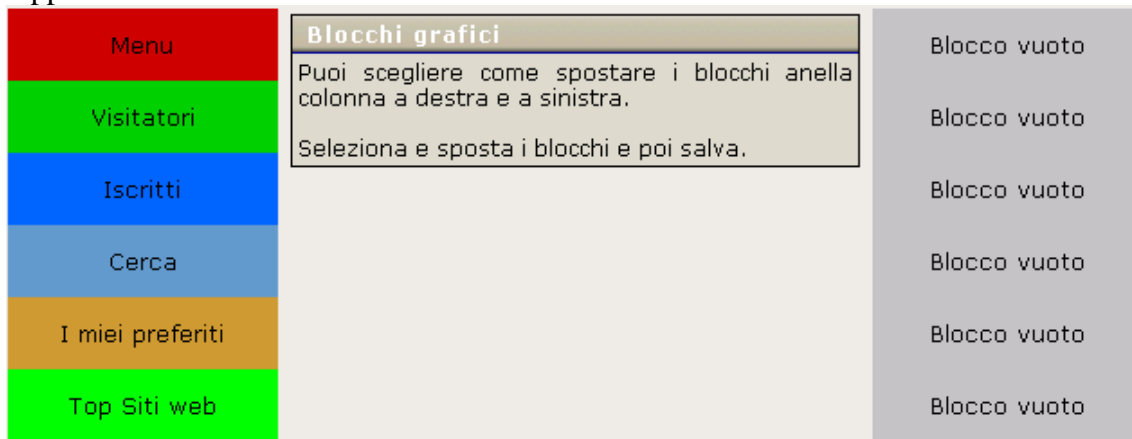 Menu
Visitatori
Iscritti
Cerca
I miei preferiti
Top Siti web
Blocchi grafici
Puoi scegliere come spostare i blocchi anella
colonna a destra e a sinistra.
Seleziona e sposta i blocchi e poi salva.
Blocco vuoto
Blocco vuoto
Blocco vuoto
Blocco vuoto
Blocco vuoto
Blocco vuoto